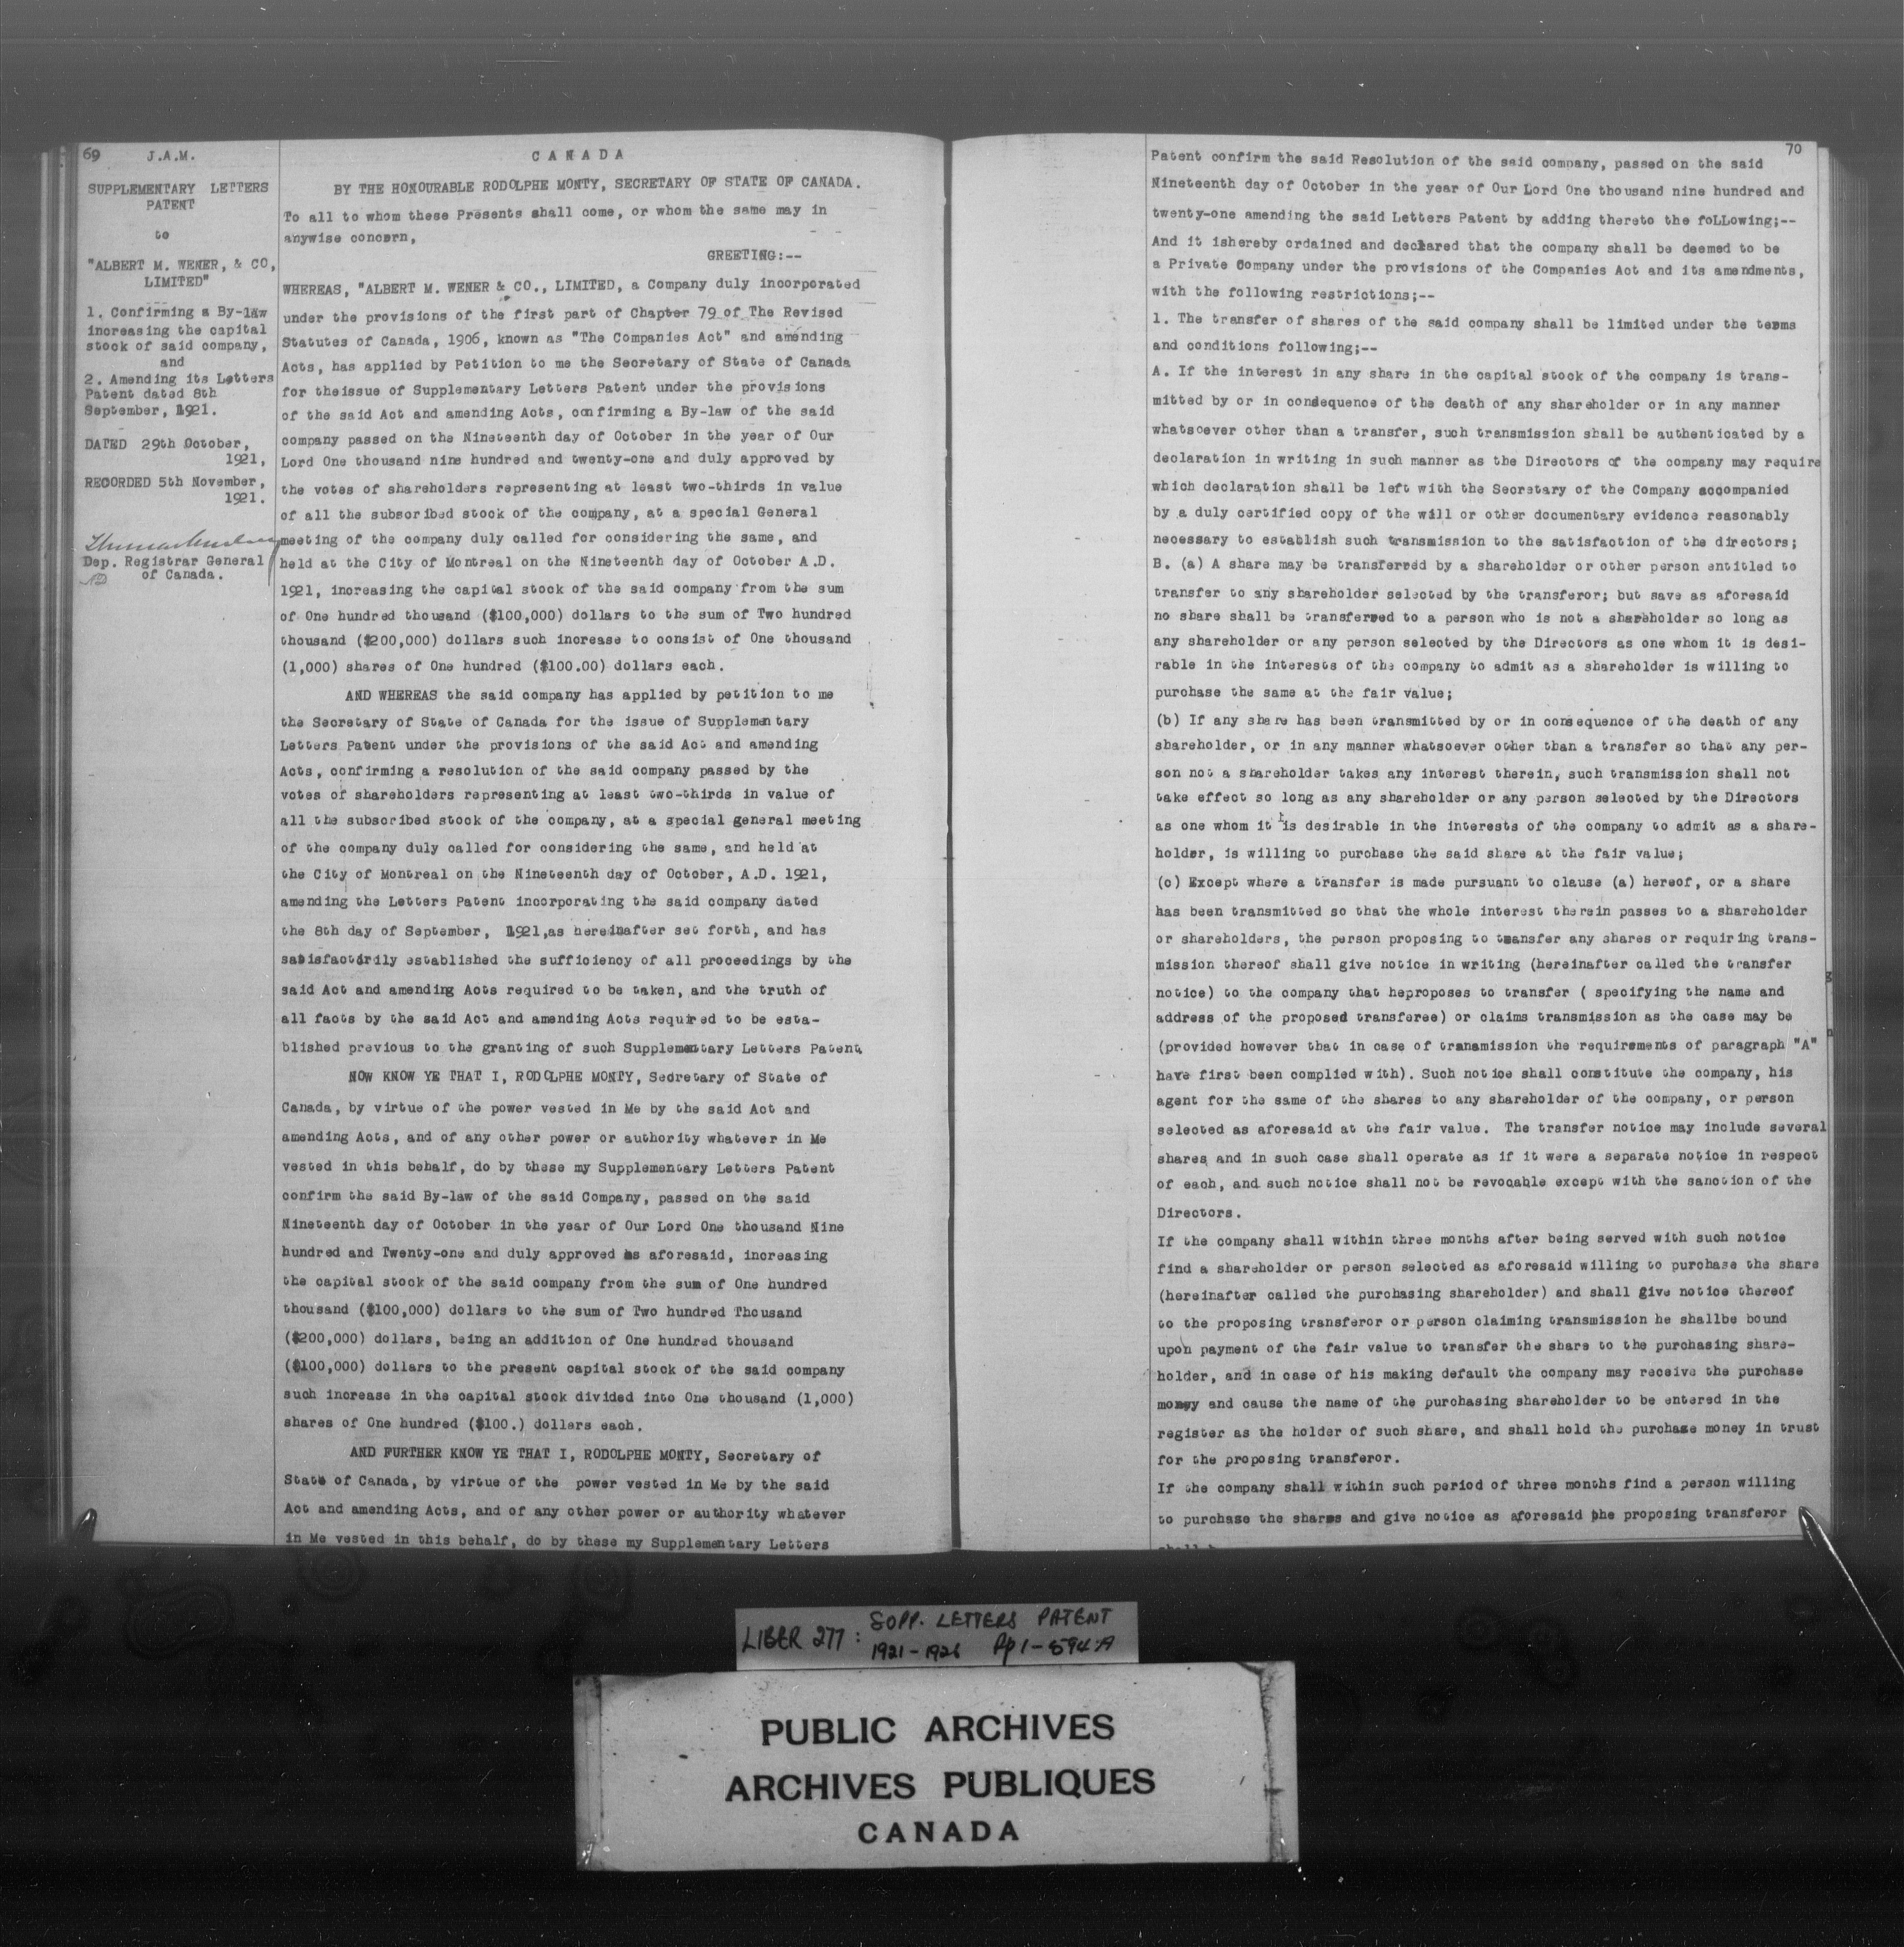 69 J.A.M.
SUPPLEMENTARY LETTERS
PATENT
to
"ALBERT M. WENER, & CO,
LIMITED"
1. Confirming a By-law
increasing the capital
stock of said company,
and
2. Amending its Letters
Patent dated 8th
September, 1921.
DATED 29th October,
1921,
RECORDED 5th November,
1921.
Dep. Registrar General
of Canada.
CANADA
BY THE HONOURABLE RODOLPHE MONTY, SECRETARY OF STATE OF CANADA.
To all to whom these Presents shall come, or whom the same may in
anywise concern,
GREETING:--
WHEREAS, "ALBERT M. WENER & CO., LIMITED, a Company duly incorporated
under the provisions of the first part of Chapter 79 of The Revised
Statutes of Canada, 1906, known as "The Companies Act" and amending
Acts, has applied by Petition to me the Secretary of State of Canada
for theissue of Supplementary Letters Patent under the provisions
of the said Act and amending Acts, confirming a By-law of the said
company passed on the Nineteenth day of October in the year of Our
Lord One thousand nine hundred and twenty-one and duly approved by
the votes of shareholders representing at least two-thirds in value
of all the subscribed stock of the company, at a special General
meeting of the company duly called for considering the same, and
held at the City of Montreal on the Nineteenth day of October A.D.
1921, increasing the capital stock of the said company from the sum
of One hundred thousand ($100,000) dollars to the sum of Two hundred
thousand ($200,000) dollars such increase to consist of One thousand
(1,000) shares of One hundred ($100.00) dollars each.
AND WHEREAS the said company has applied by petition to me
the Secretary of State of Canada for the issue of Supplementary
Letters Patent under the provisions of the said Act and amending
Acts, confirming a resolution of the said company passed by the
votes of shareholders representing at least two-thirds in value of
all the subscribed stock of the company, at a special general meeting
of the company duly called for considering the same, and held at
the City of Montreal on the Nineteenth day of October, A.D. 1921,
amending the Letters Patent incorporating the said company dated
the 8th day of September, 1921,as hereinafter set forth, and has
satisfactorily established the sufficiency of all proceedings by the
said Act and amending Acts required to be taken, and the truth of
all facts by the said Act and amending Acts required to be esta-
blished previous to the granting of such Supplementary Letters Patent,
NOW KNOW YE THAT I, RODOLPHE MONTY, Secretary of State of
Canada, by virtue of the power vested in Me by the said Act and
amending Acts, and of any other power or authority whatever in Me
vested in this behalf, do by these my Supplementary Letters Patent
confirm the said By-law of the said Company, passed on the said
Nineteenth day of October in the year of Our Lord One thousand Nine
hundred and Twenty-one and duly approved as aforesaid, increasing
the capital stock of the said company from the sum of One hundred
thousand ($100,000) dollars to the sum of Two hundred Thousand
($200,000) dollars, being an addition of One hundred thousand
($100,000) dollars to the present capital stock of the said company
such increase in the capital stock divided into One thousand (1,000)
shares of One hundred ($100.) dollars each.
AND FURTHER KNOW YE THAT I, RODOLPHE MONTY, Secretary of
State of Canada, by virtue of the power vested in Me by the said
Act and amending Acts, and of any other power or authority whatever
in Me vested in this behalf, do by these my Supplementary Letters
70
Patent confirm the said Resolution of the said company, passed on the said
Nineteenth day of October in the year of Our Lord One thousand nine hundred and
twenty-one amending the said Letters Patent by adding thereto the foLLowing;--
And it ishereby ordained and declared that the company shall be deemed to be
a Private Company under the provisions of the Companies Act and its amendments,
with the following restrictions;--
1. The transfer of shares of the said company shall be limited under the terms
and conditions following;--
A. If the interest in any share in the capital stock of the company is trans-
mitted by or in consequence of the death of any shareholder or in any manner
whatsoever other than a transfer, such transmission shall be authenticated by a
declaration in writing in such manner as the Directors of the company may require
which declaration shall be left with the Secretary of the Company accompanied
by a duly certified copy of the will or other documentary evidence reasonably
necessary to establish such transmission to the satisfaction of the directors;
B. (a) A share may be transferred by a shareholder or other person entitled to
transfer to any shareholder selected by the transferor; but save as aforesaid
no share shall be transferred to a person who is not a shareholder so long as
any shareholder or any person selected by the Directors as one whom it is desi-
rable in the interests of the company to admit as a shareholder is willing to
purchase the same at the fair value;
(b) If any share has been transmitted by or in consequence of the death of any
shareholder, or in any manner whatsoever other than a transfer so that any per-
son not a shareholder takes any interest therein, such transmission shall not
take effect so long as any shareholder or any person selected by the Directors
as one whom it is desirable in the interests of the company to admit as a share-
holder, is willing to purchase the said share at the fair value;
(c) Except where a transfer is made pursuant to clause (a) hereof, or a share
has been transmitted so that the whole interest therein passes to a shareholder
or shareholders, the person proposing to transfer any shares or requiring trans-
mission thereof shall give notice in writing (hereinafter called the transfer
notice) to the company that heproposes to transfer ( specifying the name and
address of the proposed transferee) or claims transmission as the case may be
(provided however that in case of transmission the requirements of paragraph "A"
have first been complied with). Such notice shall constitute the company, his
agent for the same of the shares to any shareholder of the company, or person
selected as aforesaid at the fair value. The transfer notice may include several
shares and in such case shall operate as if it were a separate notice in respect
of each, and such notice shall not be revocable except with the sanction of the
Directors.
If the company shall within three months after being served with such notice
find a shareholder or person selected as aforesaid willing to purchase the share
(hereinafter called the purchasing shareholder) and shall give notice thereof
to the proposing transferor or person claiming transmission he shallbe bound
upon payment of the fair value to transfer the share to the purchasing share-
holder, and in case of his making default the company may receive the purchase
money and cause the name of the purchasing shareholder to be entered in the
register as the holder of such share, and shall hold the purchase money in trust
for the proposing transferor.
If the company shall within such period of three months find a person willing
to purchase the shares and give notice as aforesaid the proposing transferor
LIBER 277: SUPP. LETTERS PATENT
1921-1926 Pp 1-594A
PUBLIC ARCHIVES
ARCHIVES PUBLIQUES
CANADA